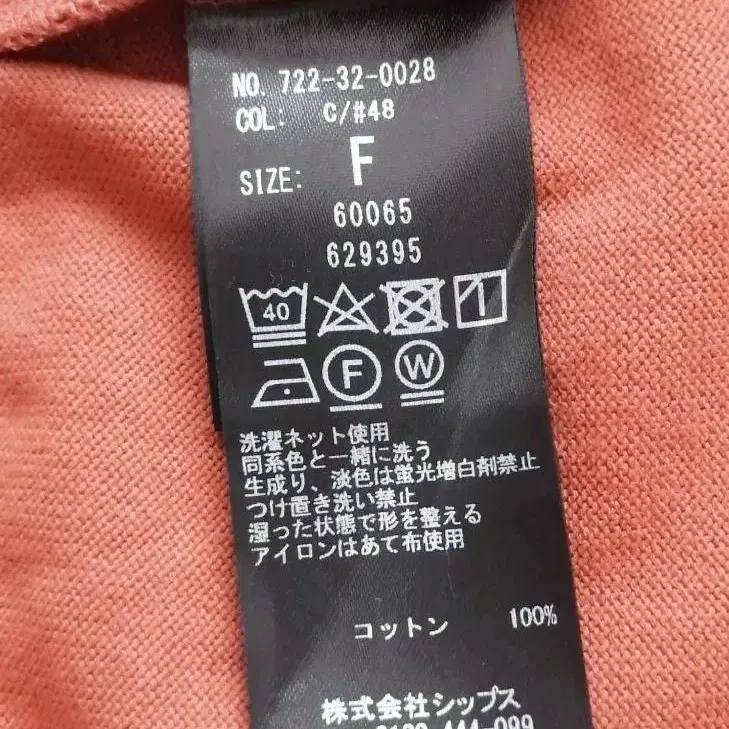 NO. 722-32-0028
COL: C/#48
SIZE: F
60065
629395
40
F W
洗濯ネット使用
同系色と一緒に洗う
生成り、淡色は蛍光増白剤禁止
つけ置き洗い禁止
湿った状態で形を整える
アイロンはあて布使用
コットン 100%
株式会社シップス